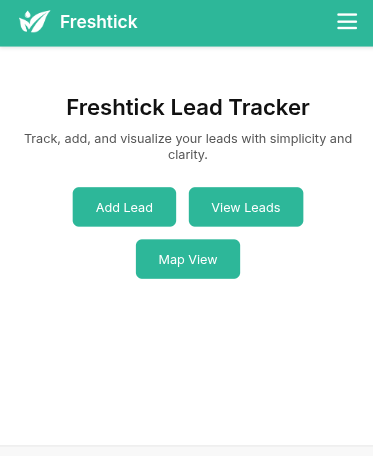 Freshtick
Freshtick Lead Tracker
Track, add, and visualize your leads with simplicity and
clarity.
Add Lead
View Leads
Map View